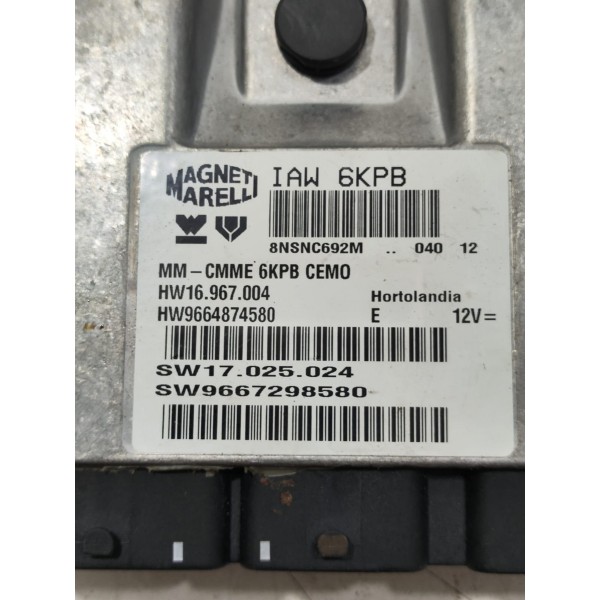 MAGNETI MARELLI
IAW 6KPB
8NSNC692M .. 040 12
MM-CMME 6KPB CEMO
HW16.967.004 Hortolandia
HW9664874580 E 12V=
SW17.025.024
SW9667298580